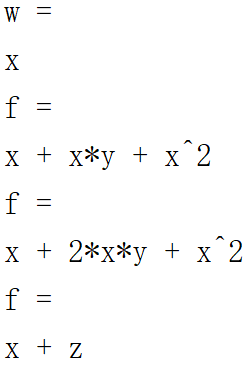 w =
x
f =
x + x*y + x^2
f =
x + 2*x*y + x^2
f =
x + z